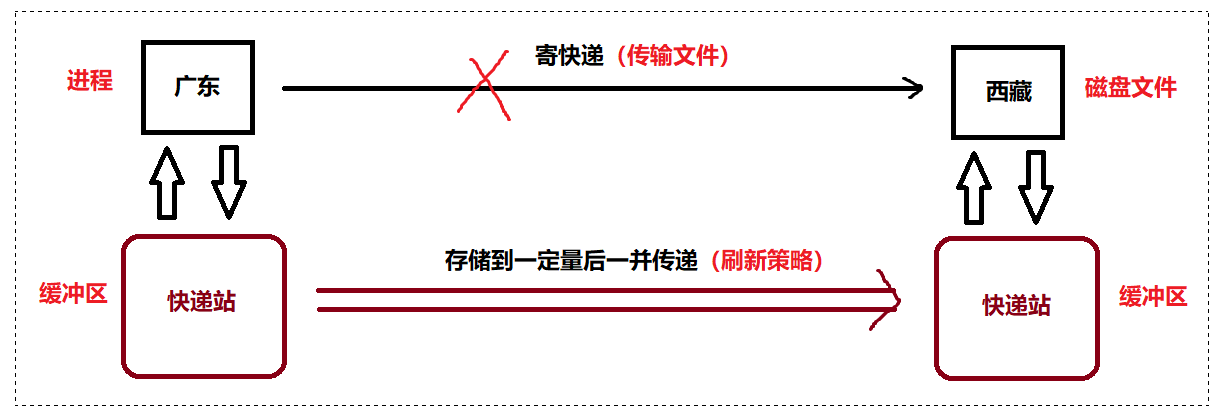 寄快递（传输文件）
进程
广东
西藏
磁盘文件
存储到一定量后一并传递（刷新策略）
缓冲区
快递站
快递站
缓冲区